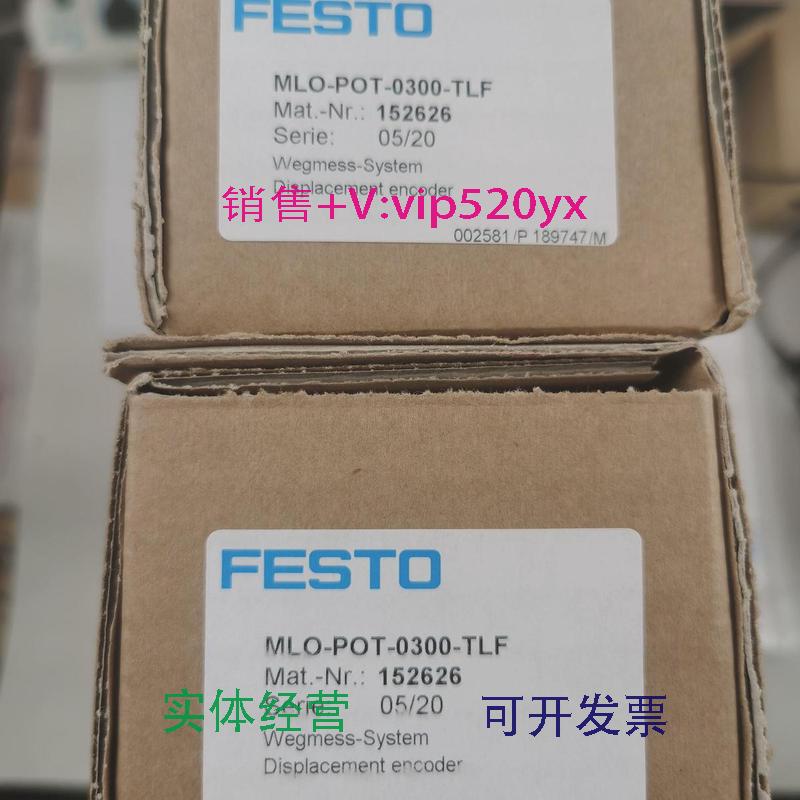 FESTO
MLO-POT-0300-TLF
Mat.-Nr.: 152626
Serie: 05/20
Wegmess-System
Displacement encoder
销售+V:vip520yx
002581/P 189747/M
FESTO
MLO-POT-0300-TLF
Mat.-Nr.: 152626
Serie: 05/20
实体经营 可开发票
Wegmess-System
Displacement encoder